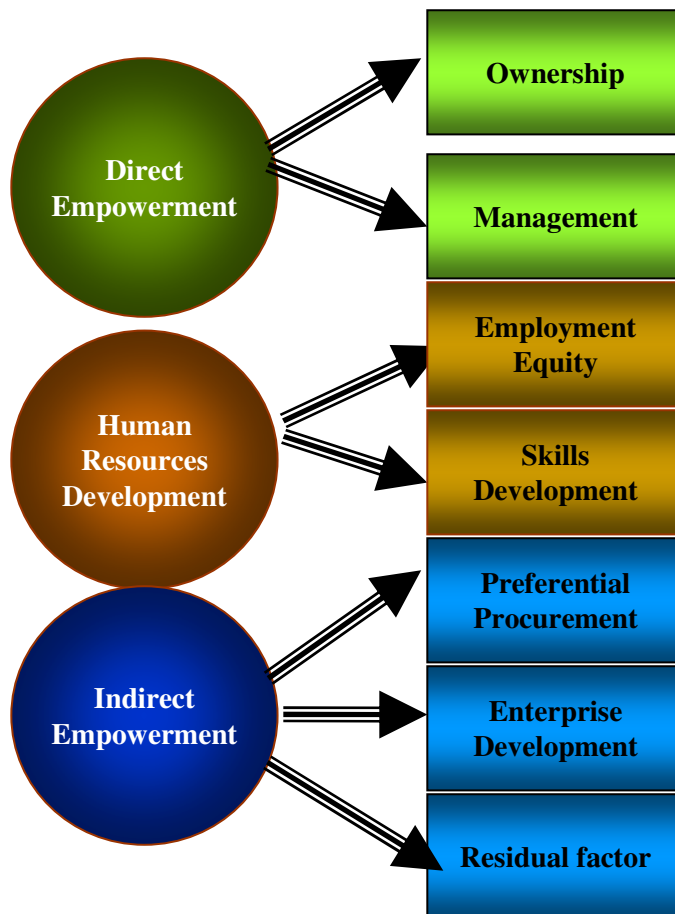 Direct
Empowerment
Ownership
Management
Human
Resources
Development
Employment
Equity
Skills
Development
Indirect
Empowerment
Preferential
Procurement
Enterprise
Development
Residual factor